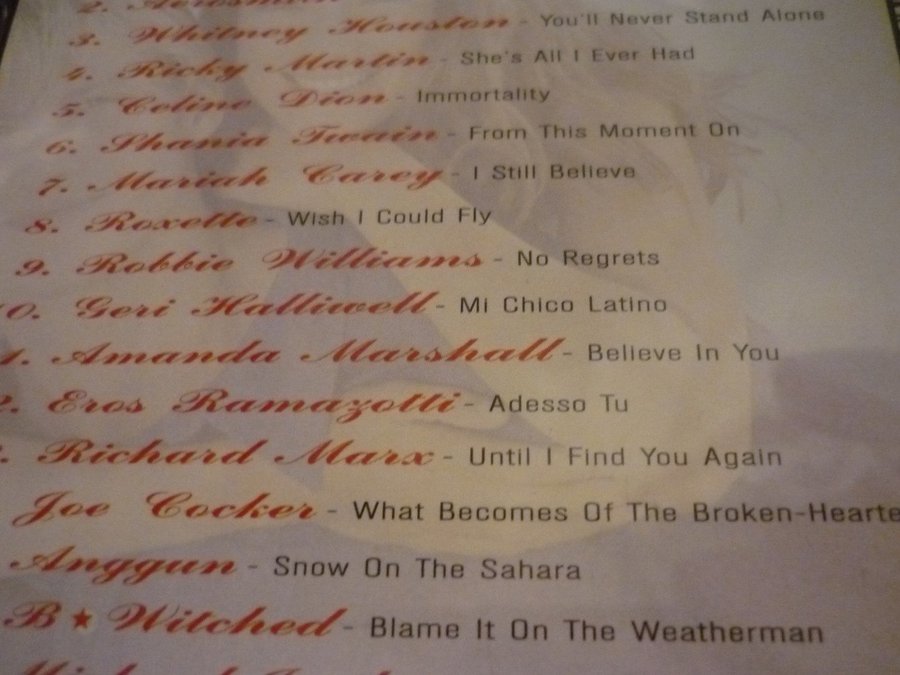 2. Aerosmith
3. Whitney Houston - You'll Never Stand Alone
4. Ricky Martin - She's All I Ever Had
5. Celine Dion - Immortality
6. Shania Twain - From This Moment On
7. Mariah Carey - I Still Believe
8. Roxette - Wish I Could Fly
9. Robbie Williams - No Regrets
10. Geri Halliwell - Mi Chico Latino
1. Amanda Marshall - Believe In You
2. Eros Ramazotti - Adesso Tu
Richard Marx - Until I Find You Again
Joe Cocker - What Becomes Of The Broken-Hearte
Anggun - Snow On The Sahara
B★Witched - Blame It On The Weatherman